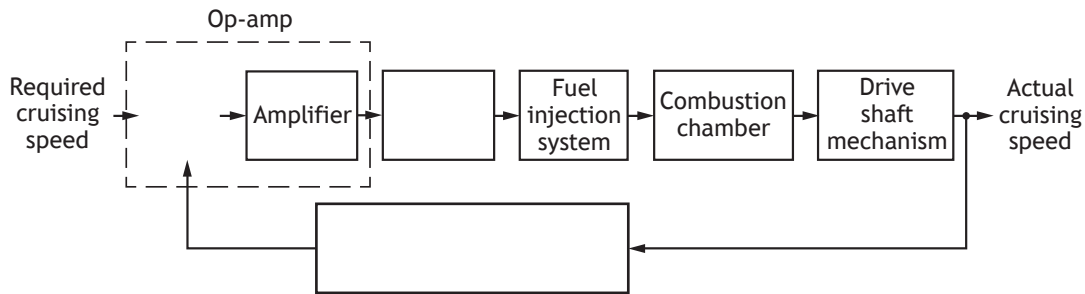 Op-amp
Required
cruising
speed
Amplifier
Fuel
injection
system
Combustion
chamber
Drive
shaft
mechanism
Actual
cruising
speed